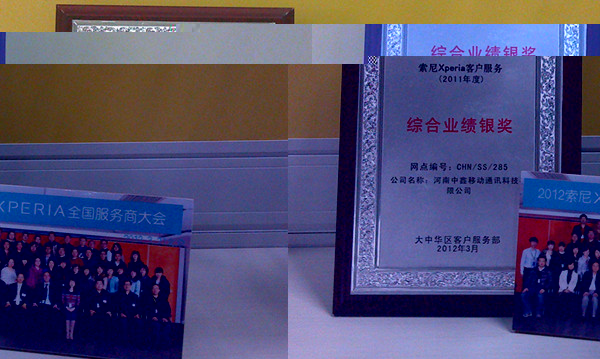 综合业绩银奖
索尼Xperia客户服务
(2011年度)
综合业绩银奖
网点编号：CHN/SS/285
公司名称：河南中鑫移动通讯科技
限公司
大中华区客户服务部
2012年3月
XPERIA全国服务商大会
2012索尼X